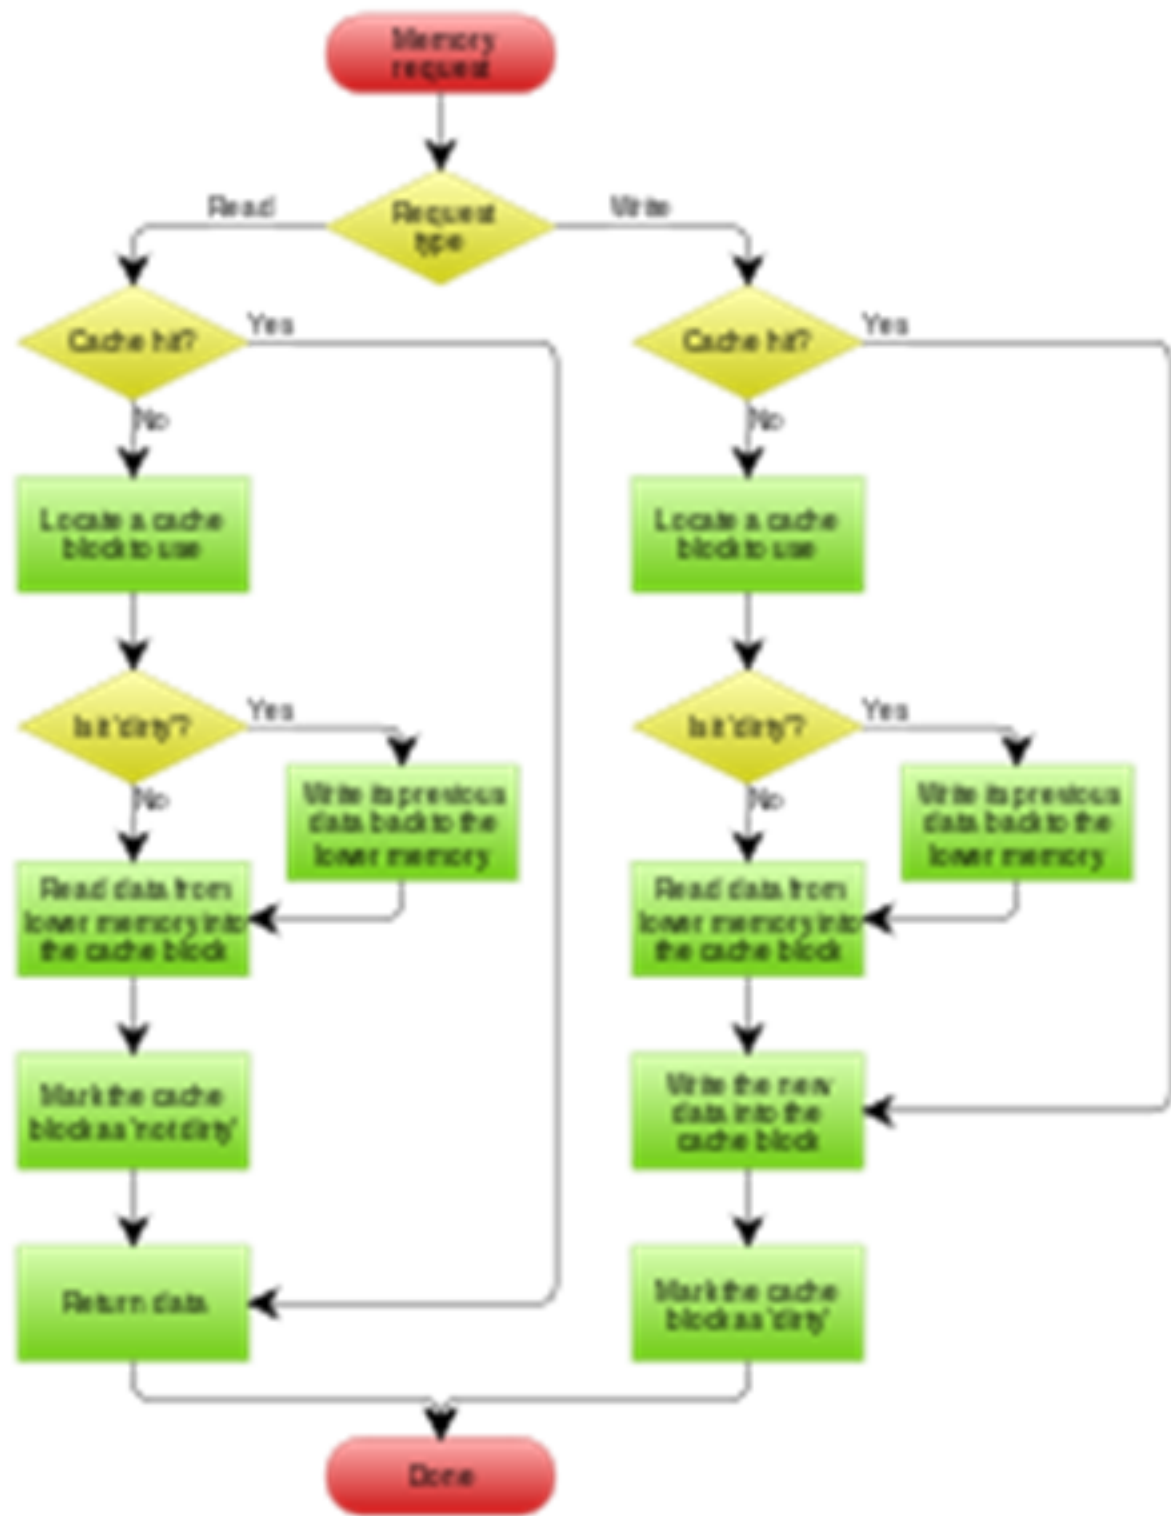 Memory
request
Request
type
Read
Write
Cache hit?
Yes
No
Locate a cache
block to use
Is it 'dirty'?
Yes
No
Write its previous
data back to the
lower memory
Read data from
lower memory into
the cache block
Mark the cache
block as 'not dirty'
Return data
Cache hit?
Yes
No
Locate a cache
block to use
Is it 'dirty'?
Yes
No
Write its previous
data back to the
lower memory
Read data from
lower memory into
the cache block
Write the new
data into the
cache block
Mark the cache
block as 'dirty'
Done